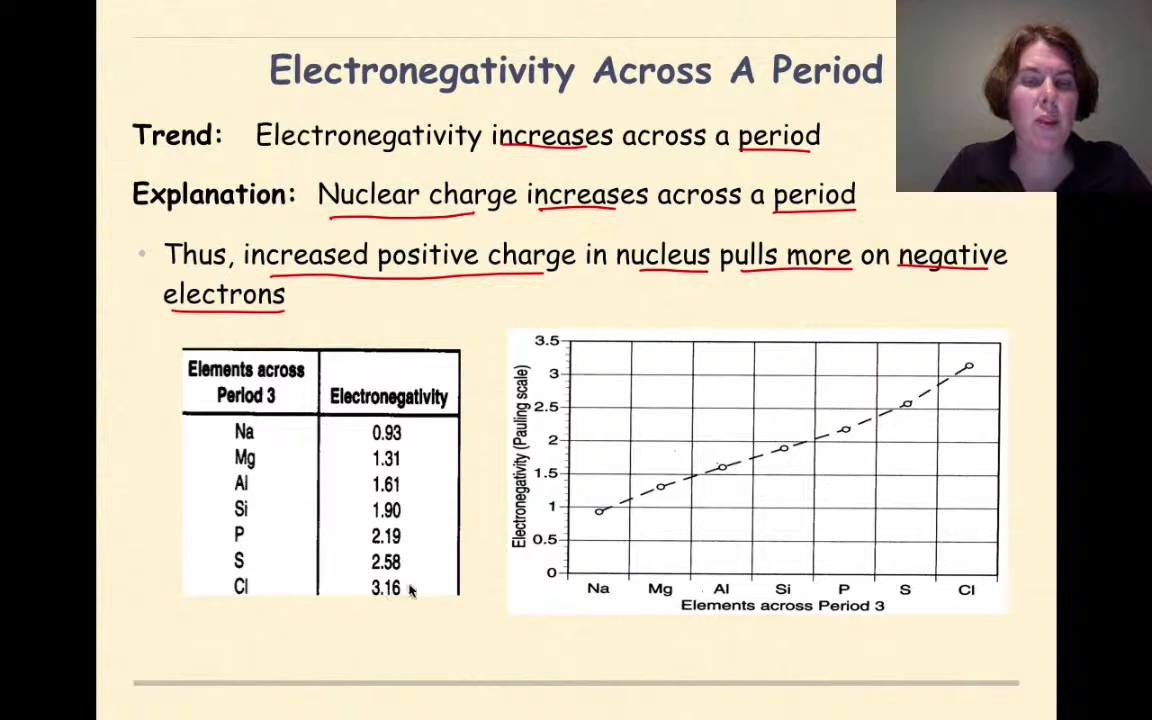 Electronegativity Across A Period
Trend: Electronegativity increases across a period
Explanation: Nuclear charge increases across a period
• Thus, increased positive charge in nucleus pulls more on negative
electrons
Elements across
Period 3
Electronegativity
Na 0.93
Mg 1.31
Al 1.61
Si 1.90
P 2.19
S 2.58
Cl 3.16
Electronegativity (Pauling scale)
3.5
3
2.5
2
1.5
1
0.5
0
Na Mg Al Si P S Cl
Elements across Period 3